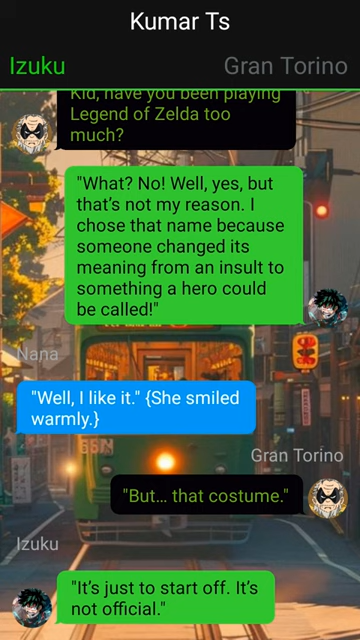 Kumar Ts
Izuku
Gran Torino
Kid, have you been playing
Legend of Zelda too
much?
"What? No! Well, yes, but
that's not my reason. I
chose that name because
someone changed its
meaning from an insult to
something a hero could
be called!"
Nana
"Well, I like it." {She smiled
warmly.}
Gran Torino
"But... that costume."
Izuku
"It's just to start off. It's
not official."